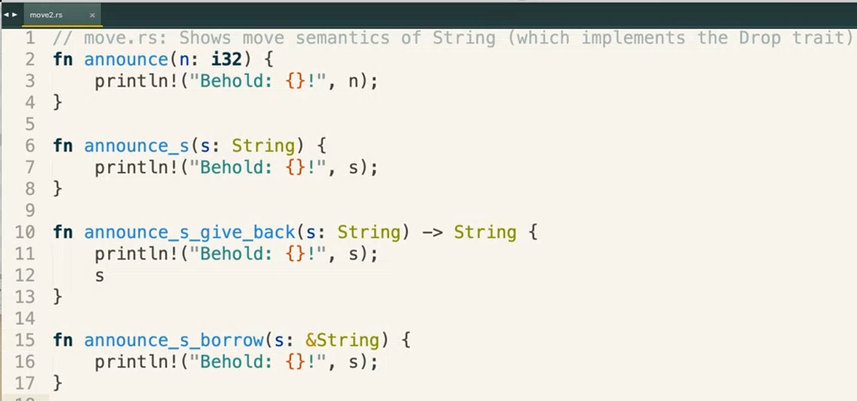 move2.rs
1 // move.rs: Shows move semantics of String (which implements the Drop trait)
2 fn announce(n: i32) {
3     println!("Behold: {}!", n);
4 }
5
6 fn announce_s(s: String) {
7     println!("Behold: {}!", s);
8 }
9
10 fn announce_s_give_back(s: String) -> String {
11     println!("Behold: {}!", s);
12     s
13 }
14
15 fn announce_s_borrow(s: &String) {
16     println!("Behold: {}!", s);
17 }